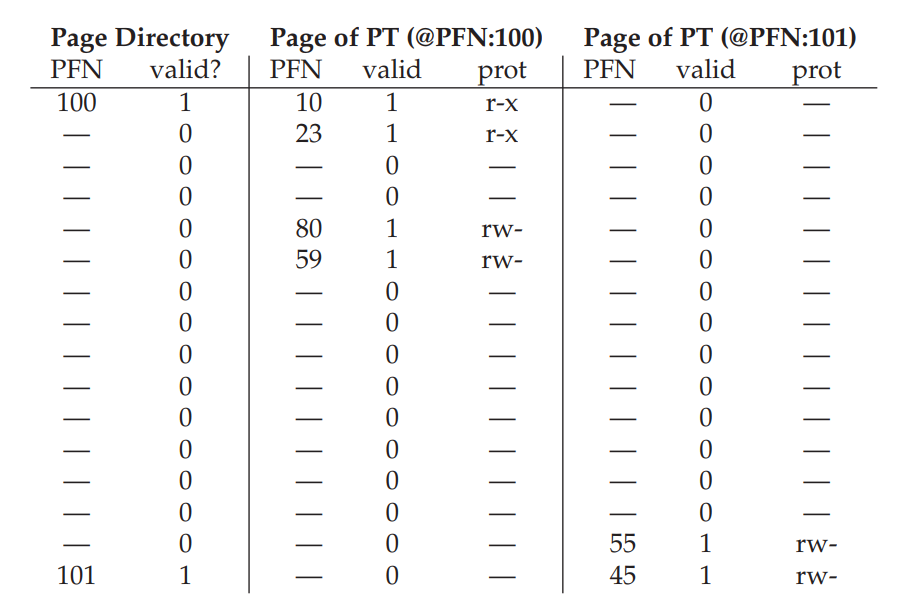 Page Directory Page of PT (@PFN:100) Page of PT (@PFN:101)
PFN valid? PFN valid prot PFN valid prot
100 1 10 1 r-x — 0 —
— 0 23 1 r-x — 0 —
— 0 — 0 — — 0 —
— 0 — 0 — — 0 —
— 0 80 1 rw- — 0 —
— 0 59 1 rw- — 0 —
— 0 — 0 — — 0 —
— 0 — 0 — — 0 —
— 0 — 0 — — 0 —
— 0 — 0 — — 0 —
— 0 — 0 — — 0 —
— 0 — 0 — — 0 —
— 0 — 0 — — 0 —
— 0 — 0 — — 0 —
— 0 — 0 — 55 1 rw-
101 1 — 0 — 45 1 rw-